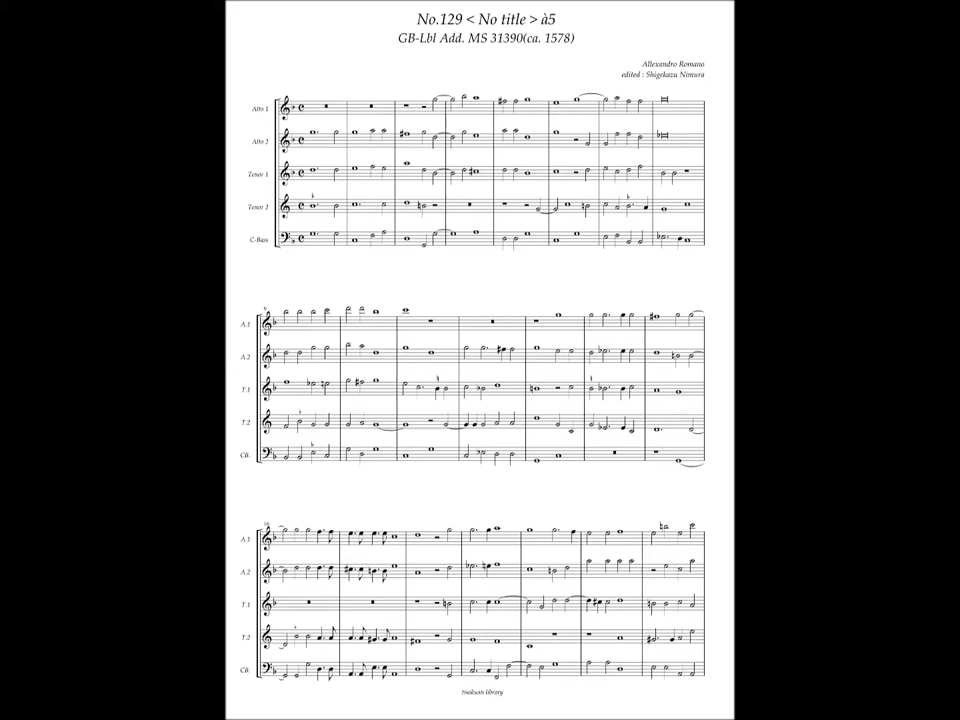 No.129 < No title > à5
GB-Lbl Add. MS 31390(ca. 1578)
Allexandro Romano
edited : Shigekazu Nimura
Alto 1
Alto 2
Tenor 1
Tenor 2
C-Bass
A.1
A.2
T.1
T.2
CB.
A.1
A.2
T.1
T.2
CB.
tisokuan library